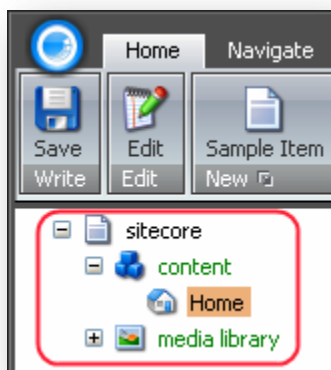 Home Navigate
Save Edit Sample Item
Write Edit New
sitecore
content
Home
media library